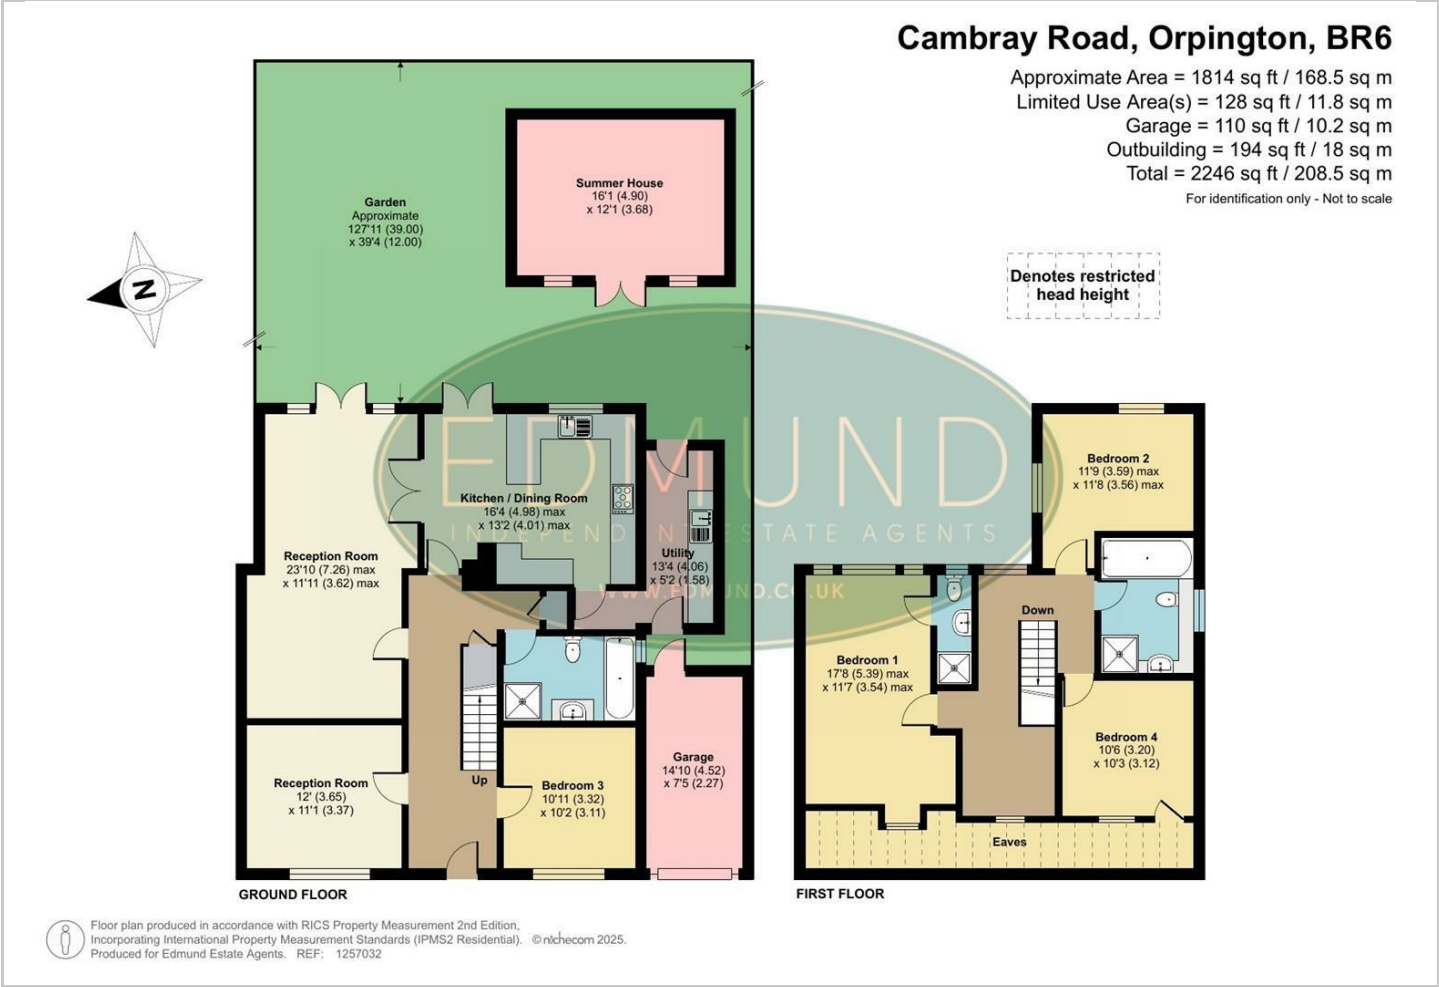 Cambray Road, Orpington, BR6
Approximate Area = 1814 sq ft / 168.5 sq m
Limited Use Area(s) = 128 sq ft / 11.8 sq m
Garage = 110 sq ft / 10.2 sq m
Outbuilding = 194 sq ft / 18 sq m
Total = 2246 sq ft / 208.5 sq m
For identification only - Not to scale
Denotes restricted
head height
N
Garden
Approximate
127'11 (39.00)
x 39'4 (12.00)
Summer House
16'1 (4.90)
x 12'1 (3.68)
EDMUND
INDEPENDENT ESTATE AGENTS
WWW.EDMUND.CO.UK
Kitchen / Dining Room
16'4 (4.98) max
x 13'2 (4.01) max
Utility
13'4 (4.06)
x 5'2 (1.58)
Reception Room
23'10 (7.26) max
x 11'11 (3.62) max
Reception Room
12' (3.65)
x 11'1 (3.37)
Up
Bedroom 3
10'11 (3.32)
x 10'2 (3.11)
Garage
14'10 (4.52)
x 7'5 (2.27)
GROUND FLOOR
Bedroom 2
11'9 (3.59) max
x 11'8 (3.56) max
Down
Bedroom 1
17'8 (5.39) max
x 11'7 (3.54) max
Bedroom 4
10'6 (3.20)
x 10'3 (3.12)
Eaves
FIRST FLOOR
Floor plan produced in accordance with RICS Property Measurement 2nd Edition,
Incorporating International Property Measurement Standards (IPMS2 Residential). © nichecom 2025.
Produced for Edmund Estate Agents. REF: 1257032